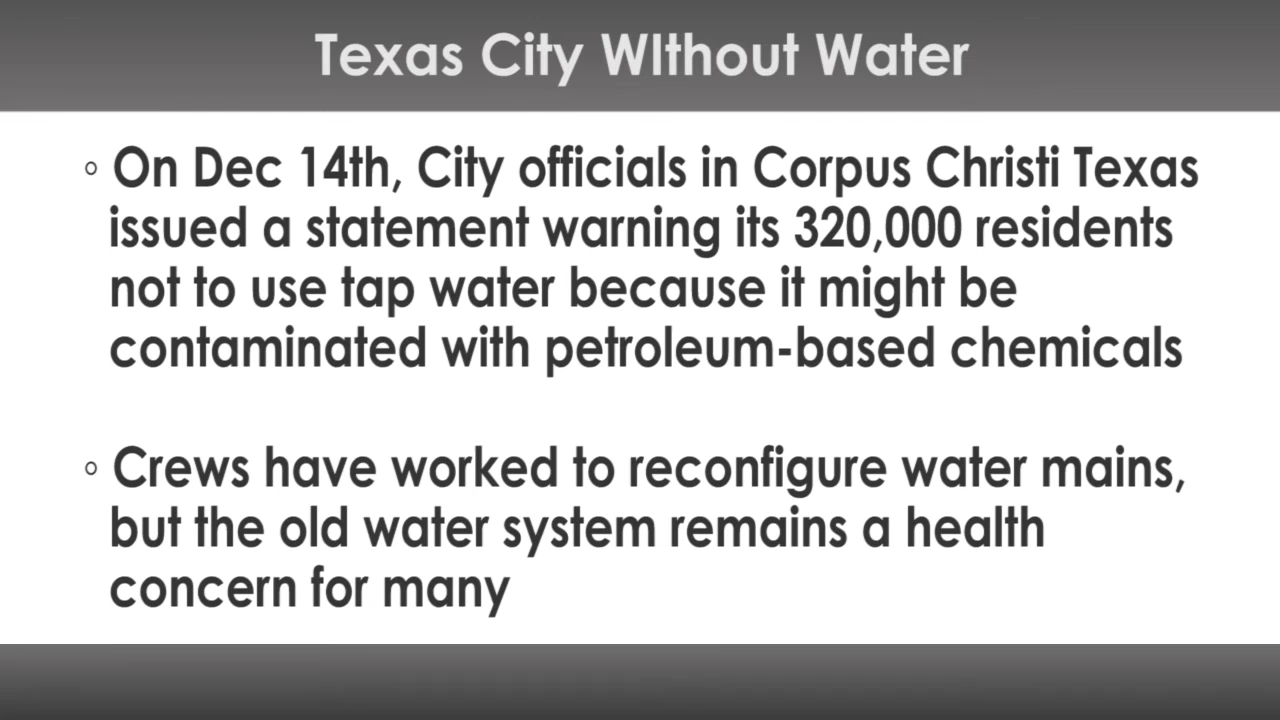 Texas City WIthout Water
◦ On Dec 14th, City officials in Corpus Christi Texas
issued a statement warning its 320,000 residents
not to use tap water because it might be
contaminated with petroleum-based chemicals
◦ Crews have worked to reconfigure water mains,
but the old water system remains a health
concern for many